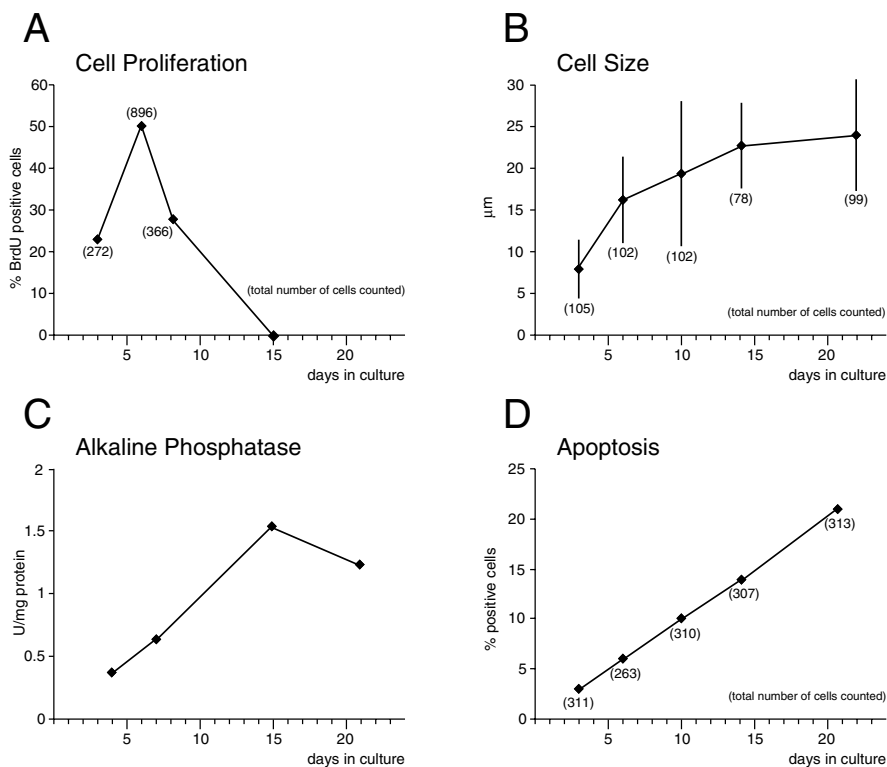 A
Cell Proliferation
60
50
40
30
20
10
0
% BrdU positive cells
(896)
(366)
(272)
(total number of cells counted)
5
10
15
20
days in culture
B
Cell Size
30
25
20
15
10
5
0
µm
(105)
(102)
(102)
(78)
(99)
(total number of cells counted)
5
10
15
20
days in culture
C
Alkaline Phosphatase
2
1.5
1
0.5
0
U/mg protein
5
10
15
20
days in culture
D
Apoptosis
25
20
15
10
5
0
% positive cells
(313)
(307)
(310)
(263)
(311)
(total number of cells counted)
5
10
15
20
days in culture